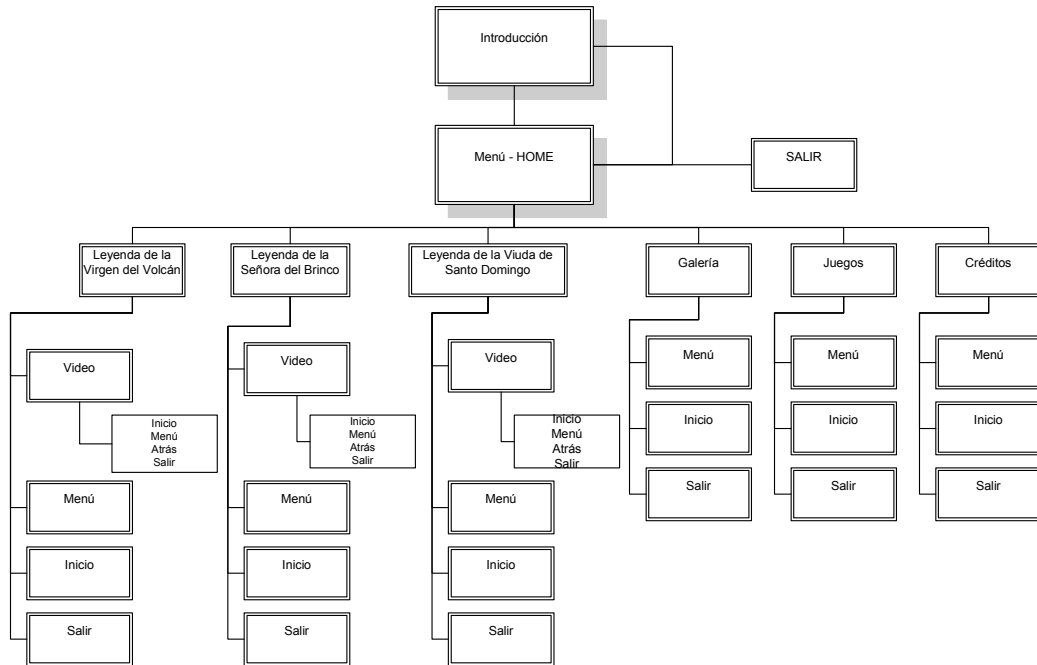 Introducción
Menú - HOME
SALIR
Leyenda de la
Virgen del Volcán
Leyenda de la
Señora del Brinco
Leyenda de la Viuda de
Santo Domingo
Galería
Juegos
Créditos
Video
Inicio
Menú
Atrás
Salir
Menú
Inicio
Salir
Video
Inicio
Menú
Atrás
Salir
Menú
Inicio
Salir
Video
Inicio
Menú
Atrás
Salir
Menú
Inicio
Salir
Menú
Inicio
Salir
Menú
Inicio
Salir
Menú
Inicio
Salir